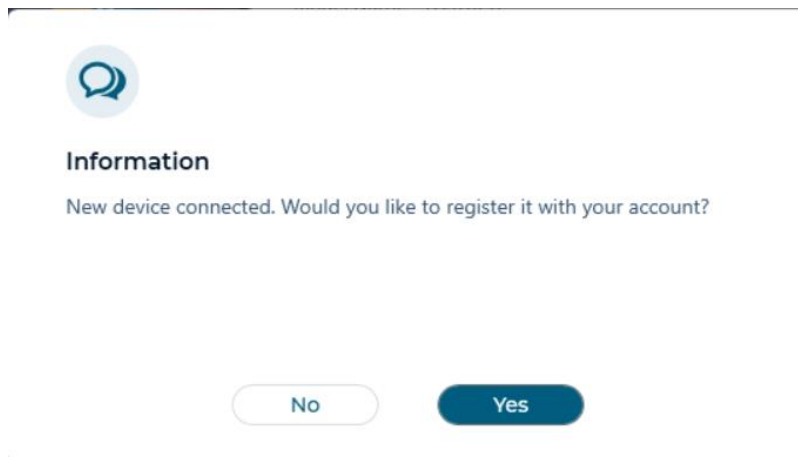 Information
New device connected. Would you like to register it with your account?
No
Yes